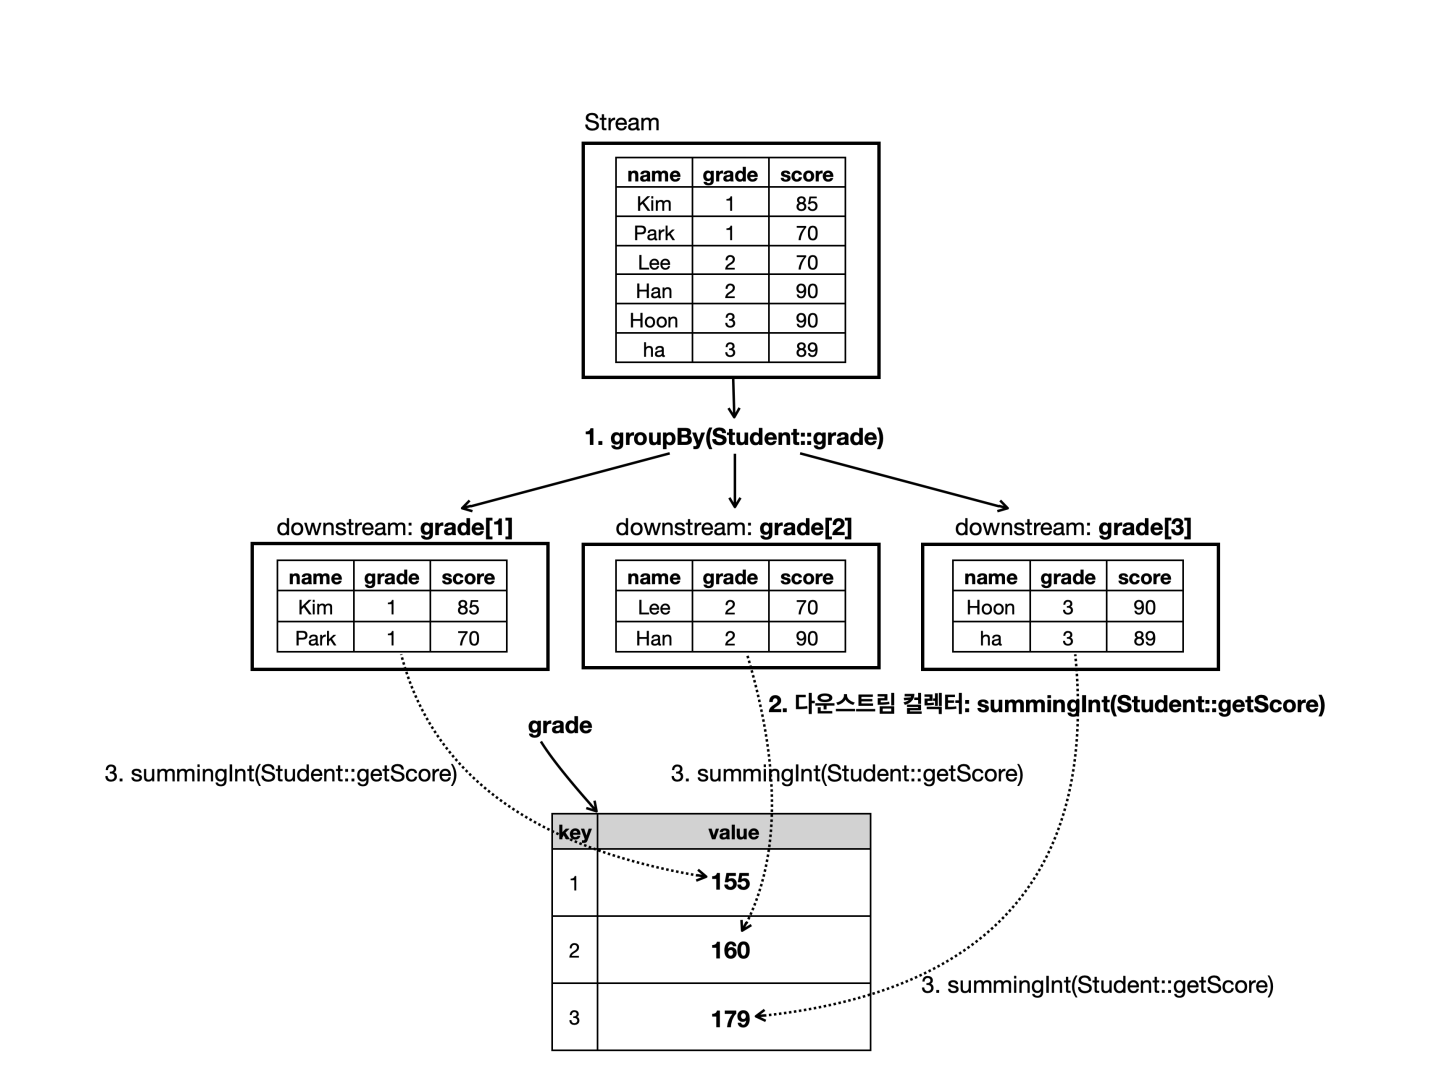 Stream
name grade score
Kim 1 85
Park 1 70
Lee 2 70
Han 2 90
Hoon 3 90
ha 3 89
1. groupBy(Student::grade)
downstream: grade[1]
name grade score
Kim 1 85
Park 1 70
downstream: grade[2]
name grade score
Lee 2 70
Han 2 90
downstream: grade[3]
name grade score
Hoon 3 90
ha 3 89
2. 다운스트림 컬렉터: summingInt(Student::getScore)
grade
3. summingInt(Student::getScore)
3. summingInt(Student::getScore)
key value
1 155
2 160
3 179
3. summingInt(Student::getScore)